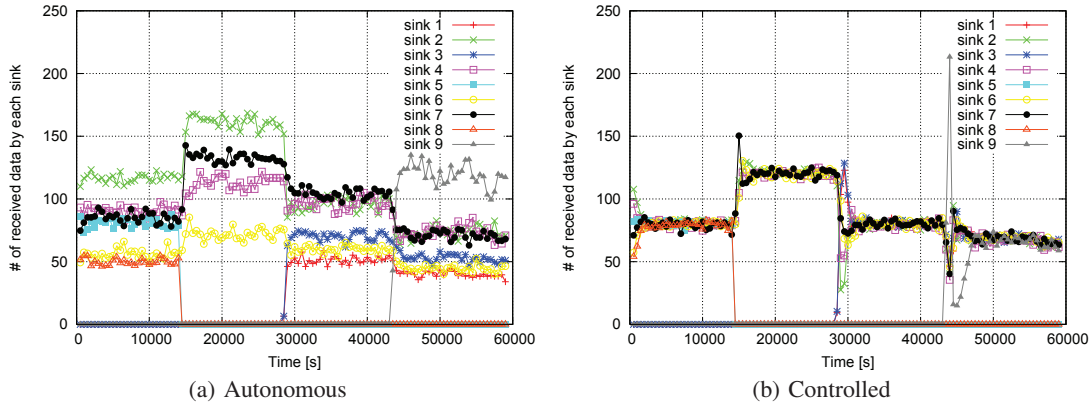 250
200
150
100
50
0
# of received data by each sink
0 10000 20000 30000 40000 50000 60000
Time [s]
sink 1
sink 2
sink 3
sink 4
sink 5
sink 6
sink 7
sink 8
sink 9
(a) Autonomous
250
200
150
100
50
0
# of received data by each sink
0 10000 20000 30000 40000 50000 60000
Time [s]
sink 1
sink 2
sink 3
sink 4
sink 5
sink 6
sink 7
sink 8
sink 9
(b) Controlled